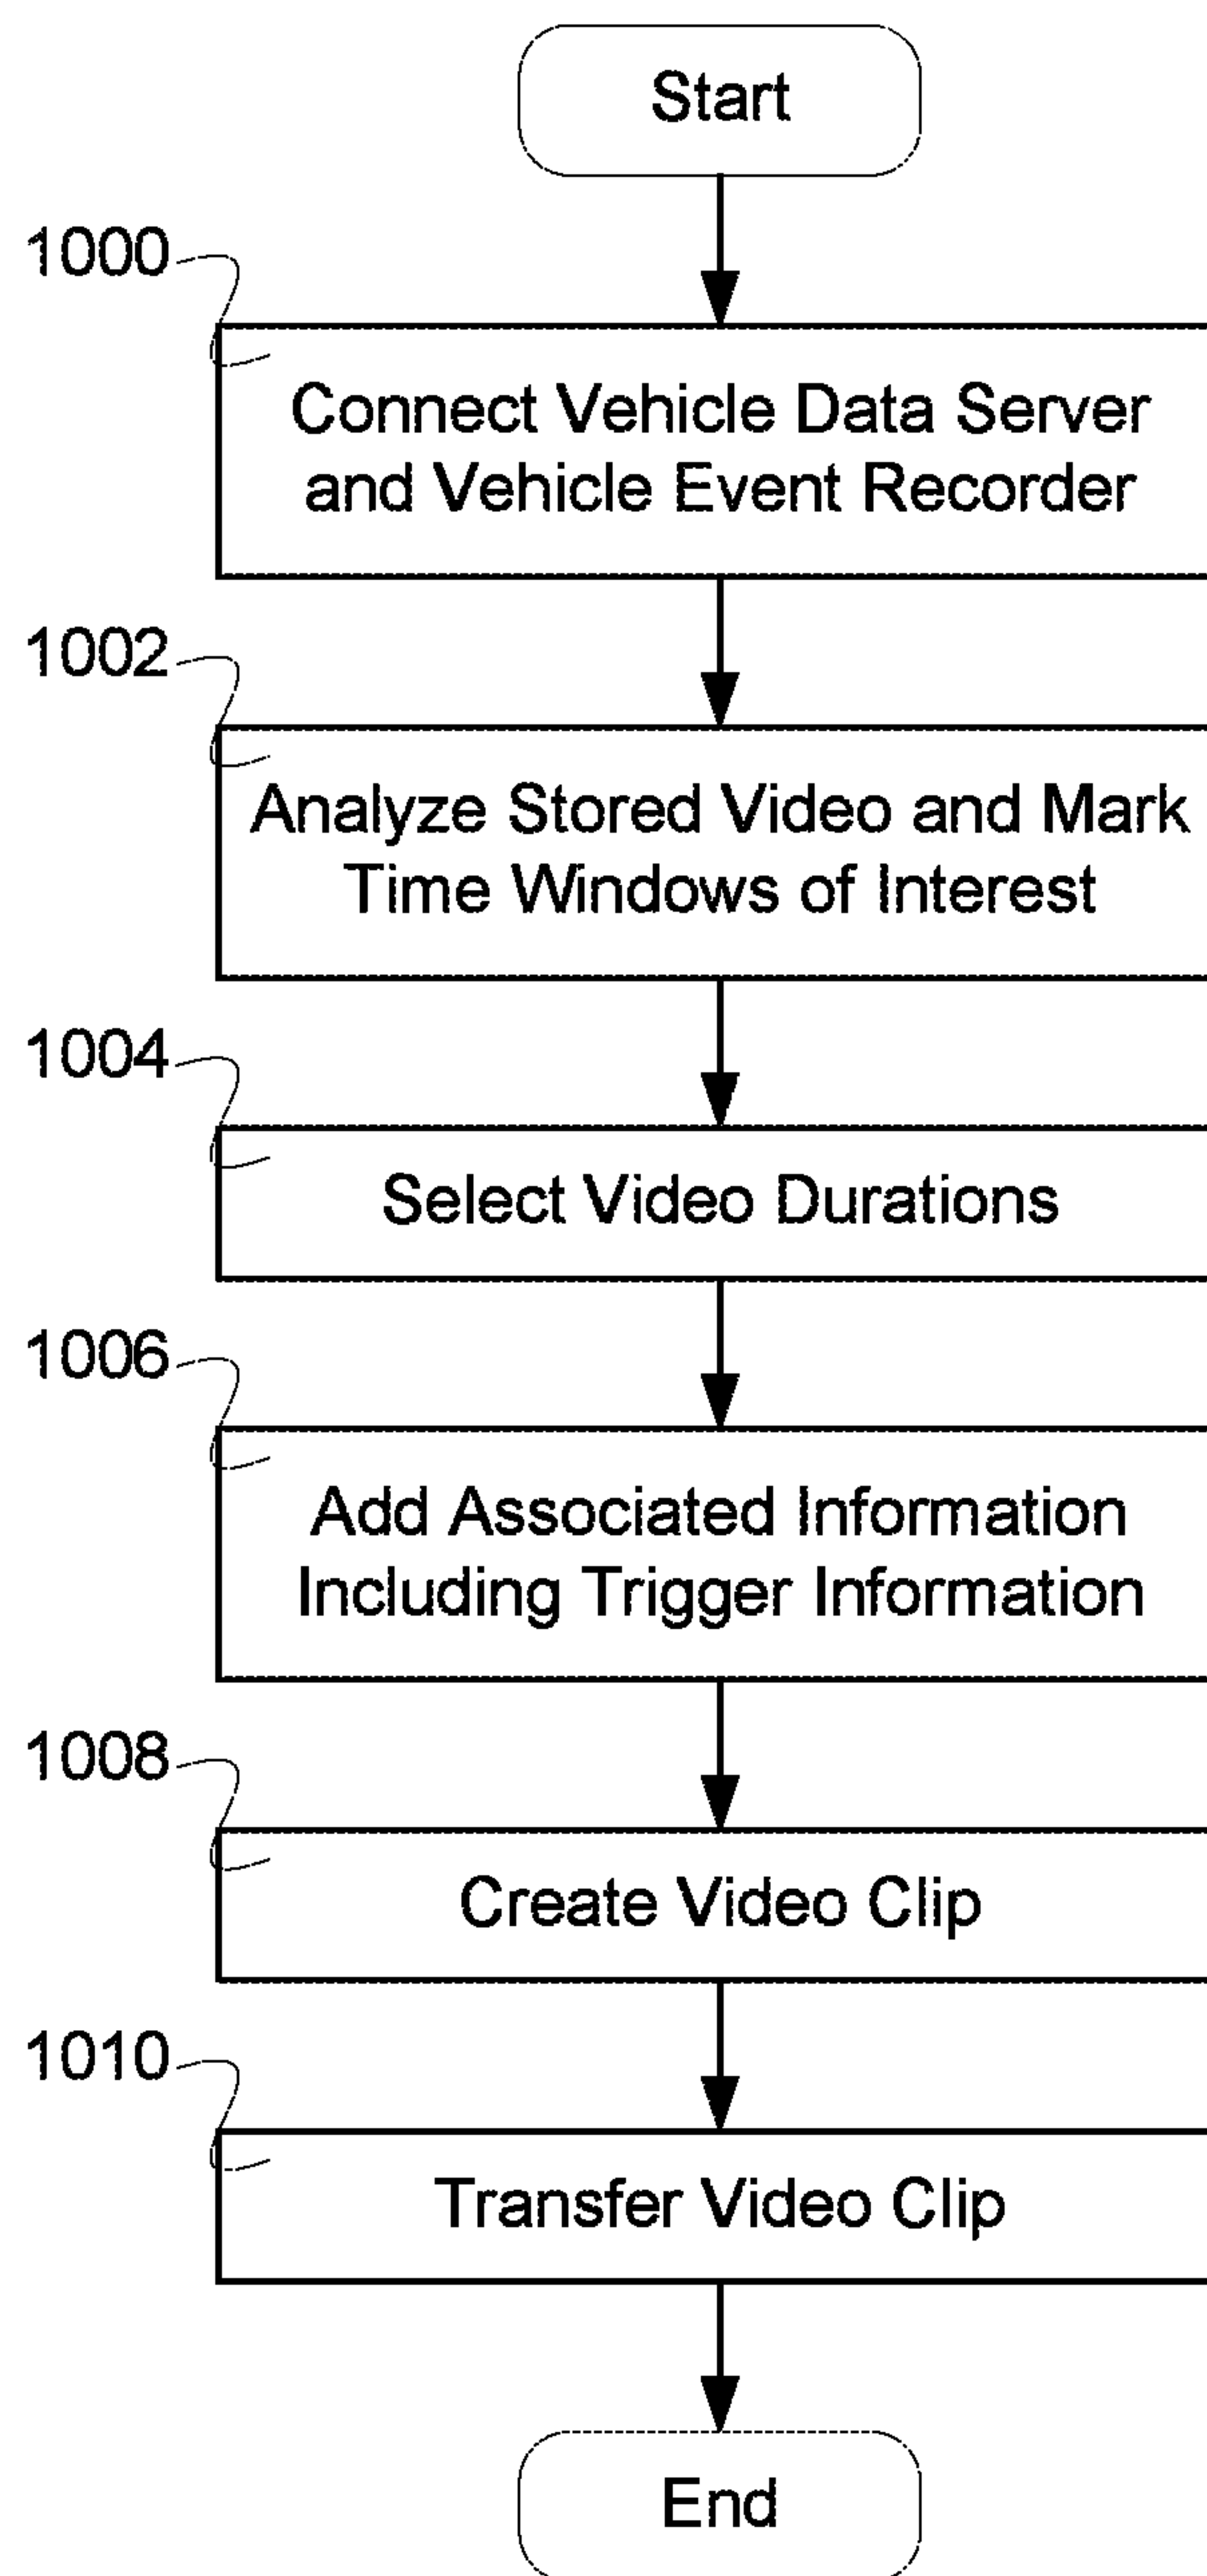 Start
1000
Connect Vehicle Data Server
and Vehicle Event Recorder
1002
Analyze Stored Video and Mark
Time Windows of Interest
1004
Select Video Durations
1006
Add Associated Information
Including Trigger Information
1008
Create Video Clip
1010
Transfer Video Clip
End